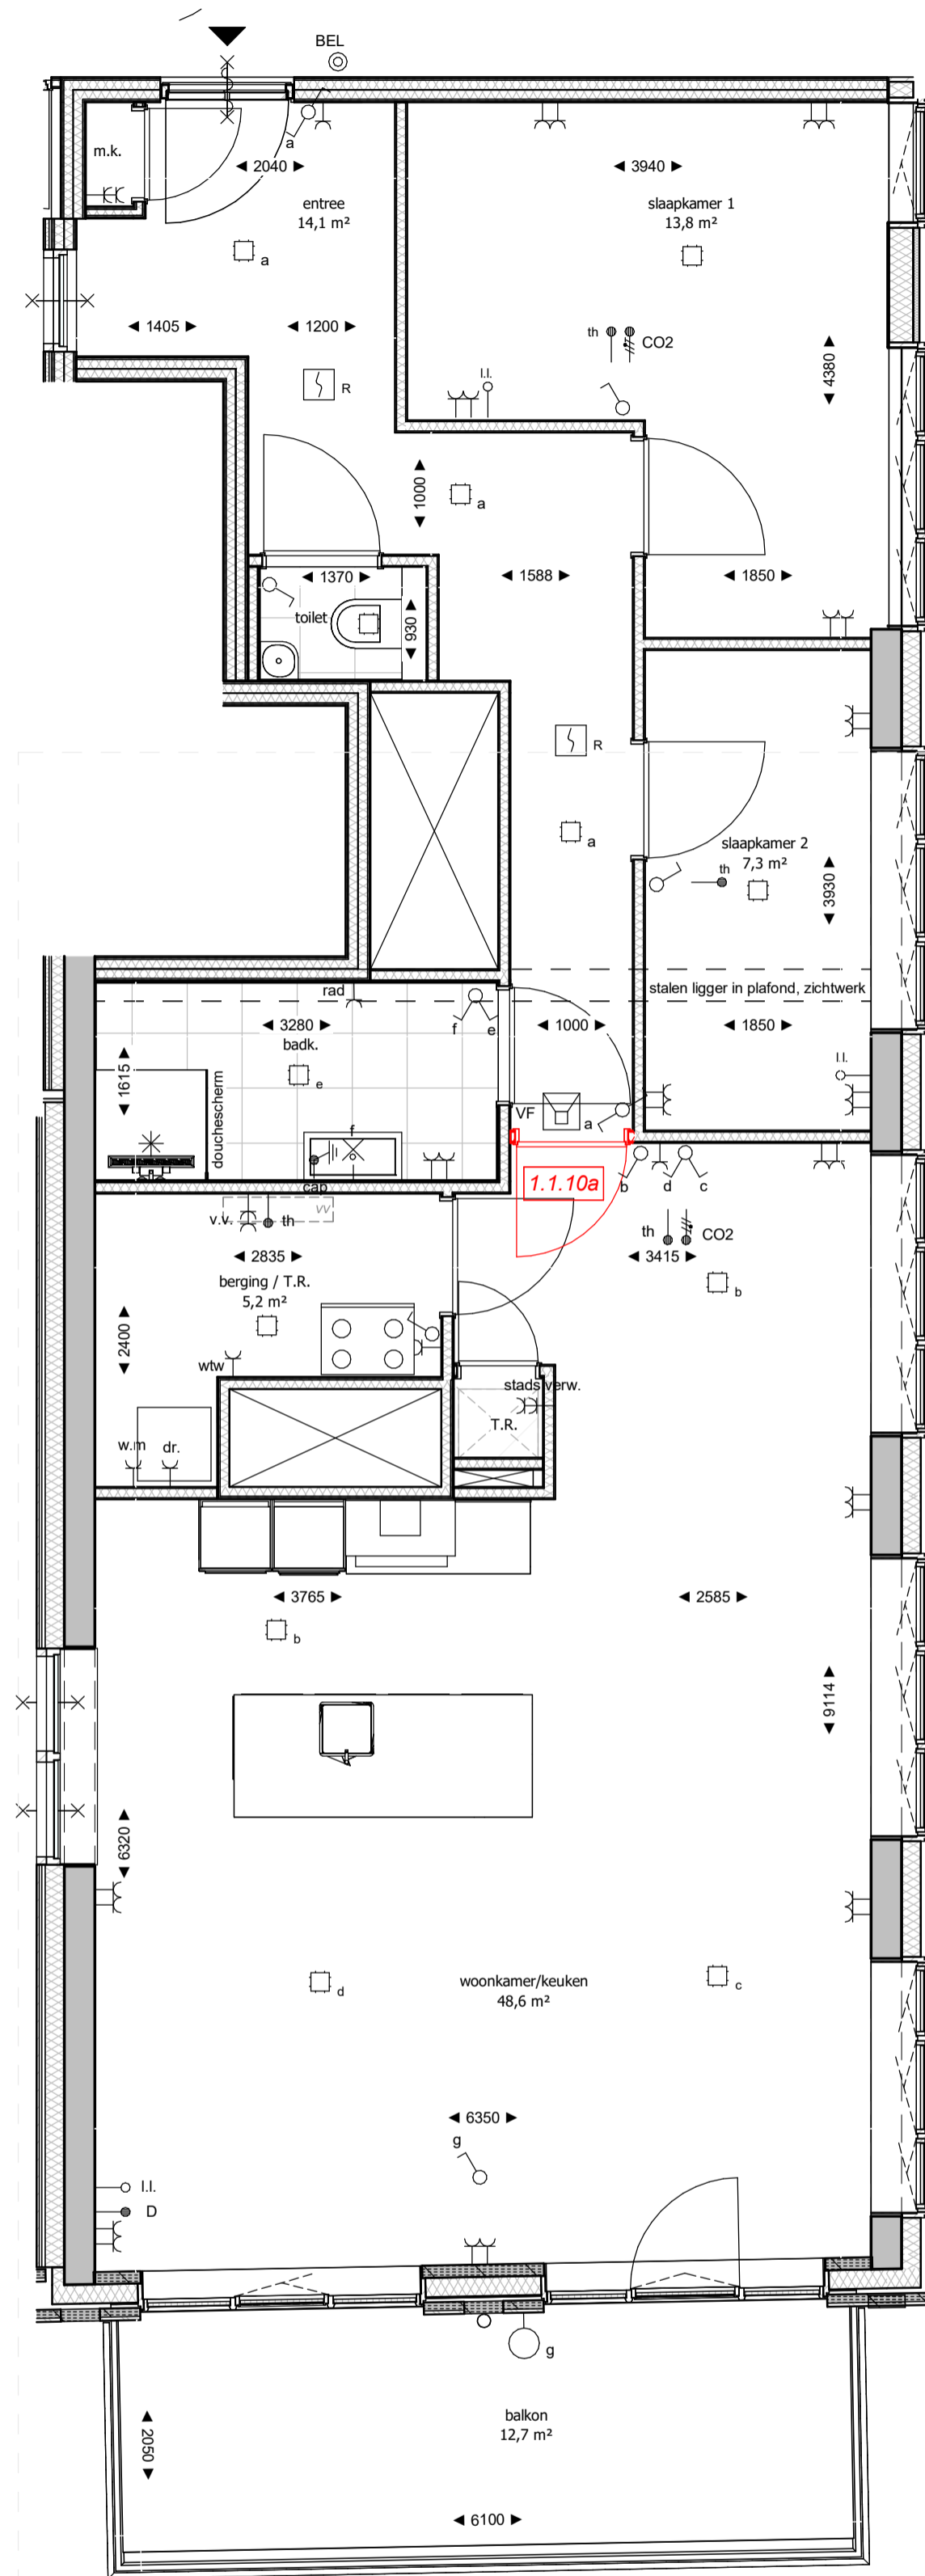 BEL
a
m.k.
2040
3940
entree
14,1 m²
slaapkamer 1
13,8 m²
a
1405
1200
th
CO2
4380
R
l.l.
1000
a
1370
1588
1850
toilet
930
R
a
slaapkamer 2
7,3 m²
th
3930
stalen ligger in plafond, zichtwerk
rad
3280
badk.
f
e
1000
1850
1615
e
douchescherm
l.l.
VF
a
f
cap
1.1.10a
b
d
c
v.v.
th
vv
th
CO2
2835
3415
berging / T.R.
5,2 m²
b
2400
wtw
stads verw.
T.R.
w.m
dr.
3765
2585
b
9114
6320
woonkamer/keuken
48,6 m²
d
c
6350
g
l.l.
D
g
balkon
12,7 m²
2050
6100